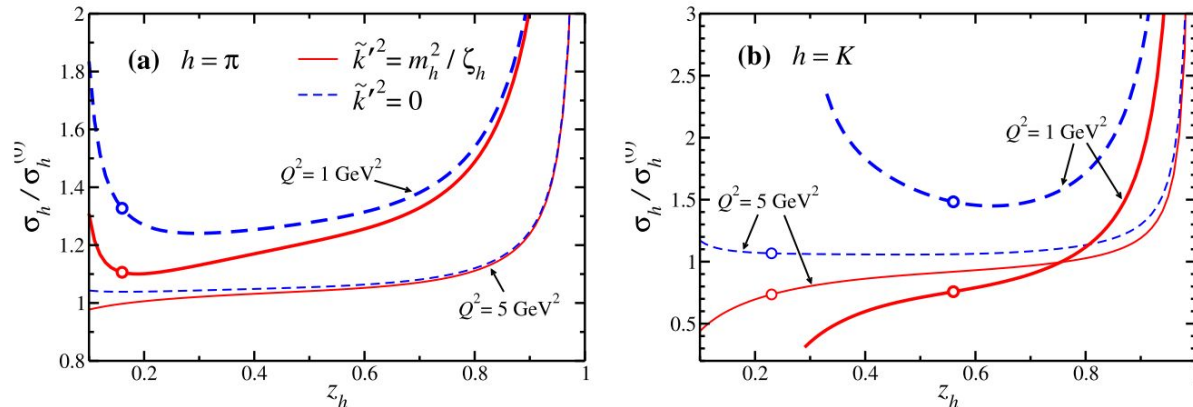 2
1.8
1.6
1.4
1.2
1
0.8
σ_h / σ_h^(0)
(a) h = π
k̃′² = m_h² / ζ_h
k̃′² = 0
Q² = 1 GeV²
Q² = 5 GeV²
0.2 0.4 0.6 0.8 1
z_h
3
2.5
2
1.5
1
0.5
σ_h / σ_h^(0)
(b) h = K
Q² = 1 GeV²
Q² = 5 GeV²
0.2 0.4 0.6 0.8
z_h